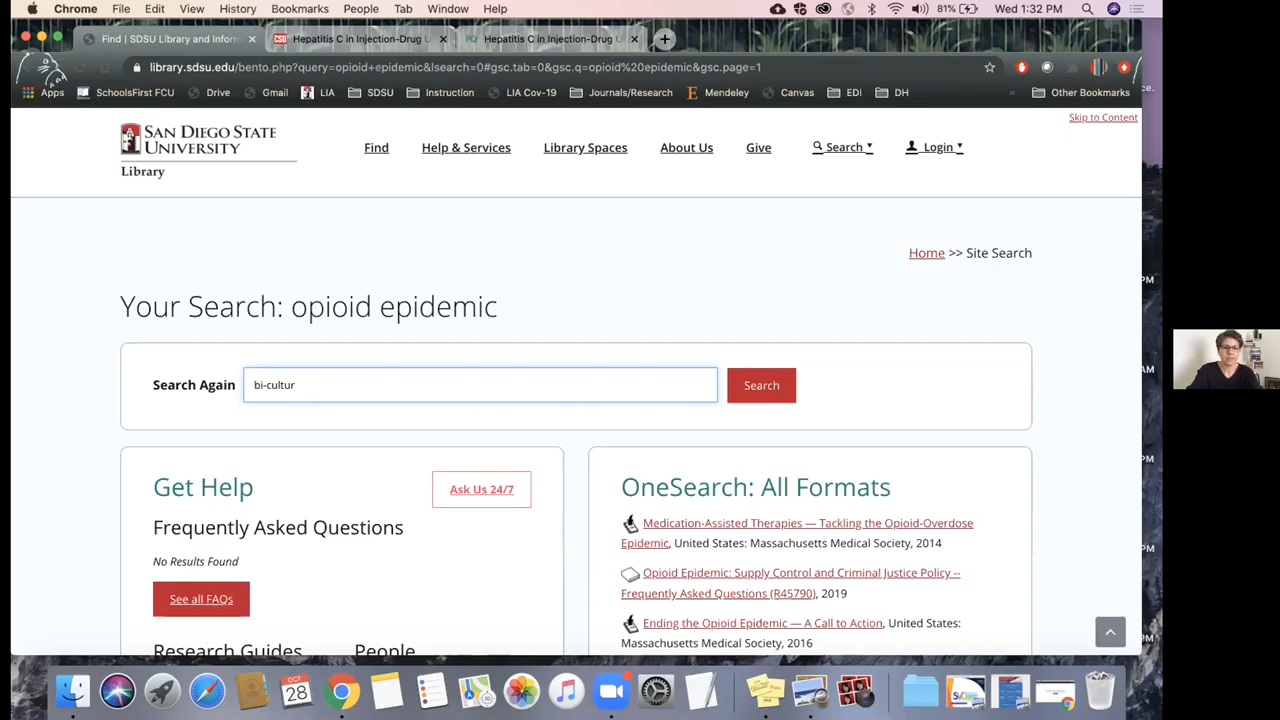 Chrome File Edit View History Bookmarks People Tab Window Help 81% Wed 1:32 PM
Find | SDSU Library and Inform Hepatitis C in Injection-Drug U Hepatitis C in Injection-Drug U
library.sdsu.edu/bento.php?query=opioid+epidemic&lsearch=0#gsc.tab=0&gsc.q=opioid%20epidemic&gsc.page=1
Apps SchoolsFirst FCU Drive Gmail LIA SDSU Instruction LIA Cov-19 Journals/Research Mendeley Canvas EDI DH » Other Bookmarks
Skip to Content
SAN DIEGO STATE
UNIVERSITY
Library
Find Help & Services Library Spaces About Us Give Search Login
Home >> Site Search
Your Search: opioid epidemic
Search Again bi-cultur Search
Get Help Ask Us 24/7
Frequently Asked Questions
No Results Found
See all FAQs
Research Guides People
OneSearch: All Formats
Medication-Assisted Therapies — Tackling the Opioid-Overdose
Epidemic, United States: Massachusetts Medical Society, 2014
Opioid Epidemic: Supply Control and Criminal Justice Policy --
Frequently Asked Questions (R45790), 2019
Ending the Opioid Epidemic — A Call to Action, United States:
Massachusetts Medical Society, 2016
OCT
28